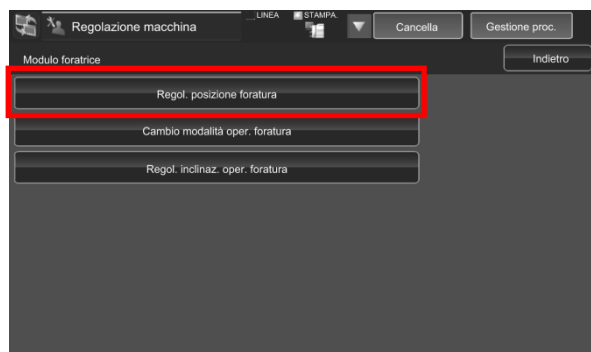 Regolazione macchina LINEA STAMPA. Cancella Gestione proc.
Modulo foratrice Indietro
Regol. posizione foratura
Cambio modalità oper. foratura
Regol. inclinaz. oper. foratura